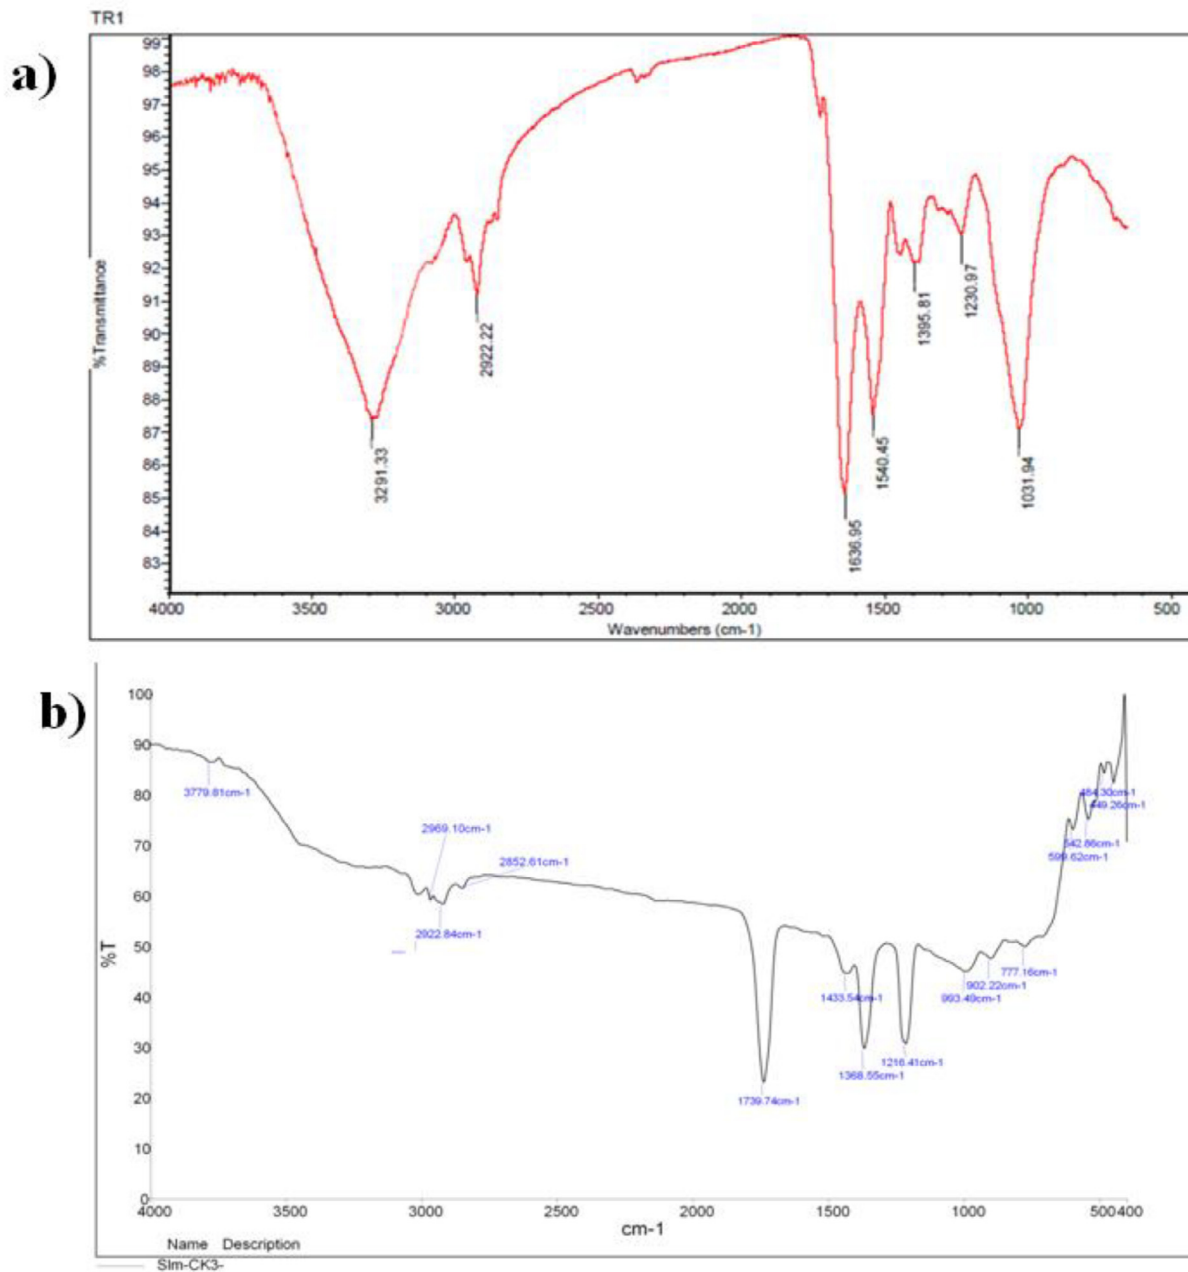 TR1
a)
99
98
97
96
95
94
93
92
91
90
89
88
87
86
85
84
83
%Transmittance
3291.33
2922.22
1636.95
1540.45
1395.81
1230.97
1031.94
4000 3500 3000 2500 2000 1500 1000 500
Wavenumbers (cm-1)
b)
100
90
80
70
60
50
40
30
20
10
0
%T
3779.81cm-1
2969.10cm-1
2922.84cm-1
2852.61cm-1
1739.74cm-1
1433.54cm-1
1368.55cm-1
1216.41cm-1
993.49cm-1
902.22cm-1
777.16cm-1
599.62cm-1
542.86cm-1
484.30cm-1
449.26cm-1
4000 3500 3000 2500 2000 1500 1000 500 400
cm-1
Name Description
Slm-CK3-